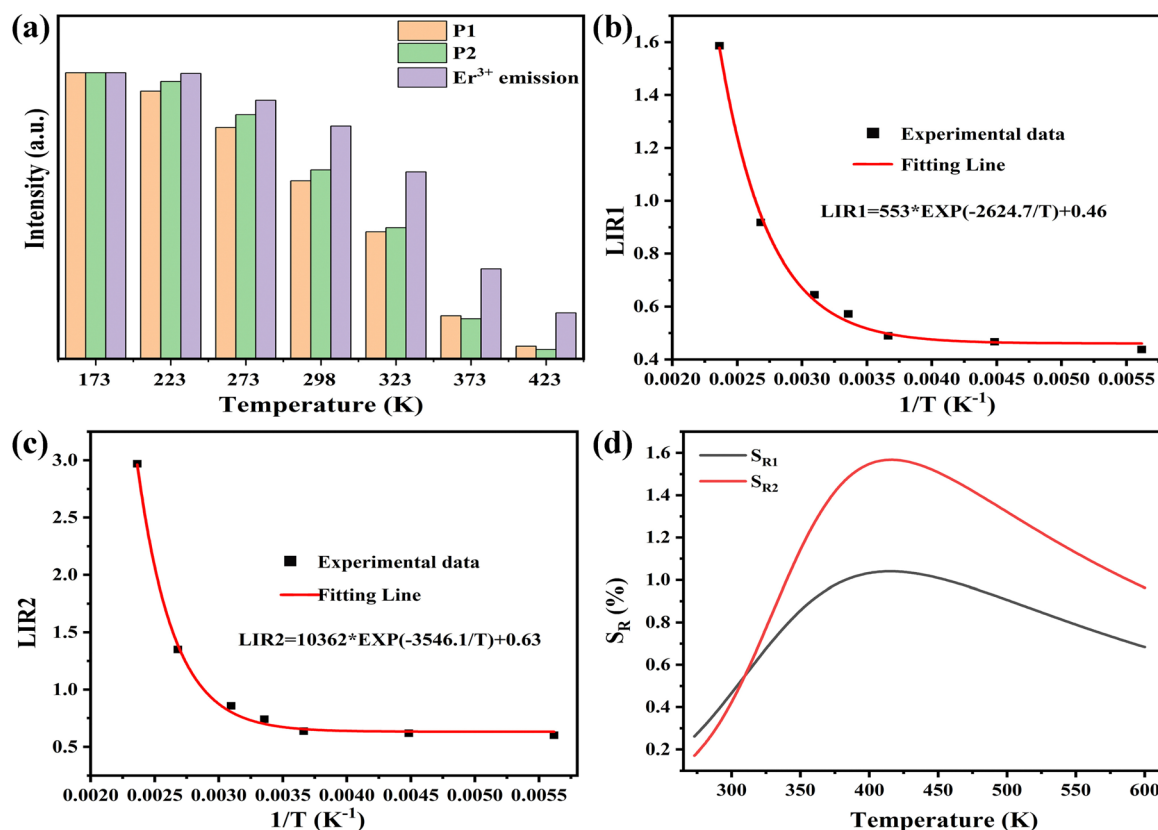 (a)
P1
P2
Er³⁺ emission
Intensity (a.u.)
173 223 273 298 323 373 423
Temperature (K)
(b)
1.6
1.4
1.2
1.0
0.8
0.6
0.4
LIR1
Experimental data
Fitting Line
LIR1=553*EXP(-2624.7/T)+0.46
0.0020 0.0025 0.0030 0.0035 0.0040 0.0045 0.0050 0.0055
1/T (K⁻¹)
(c)
3.0
2.5
2.0
1.5
1.0
0.5
LIR2
Experimental data
Fitting Line
LIR2=10362*EXP(-3546.1/T)+0.63
0.0020 0.0025 0.0030 0.0035 0.0040 0.0045 0.0050 0.0055
1/T (K⁻¹)
(d)
S_R1
S_R2
1.6
1.4
1.2
1.0
0.8
0.6
0.4
0.2
S_R (%)
300 350 400 450 500 550 600
Temperature (K)